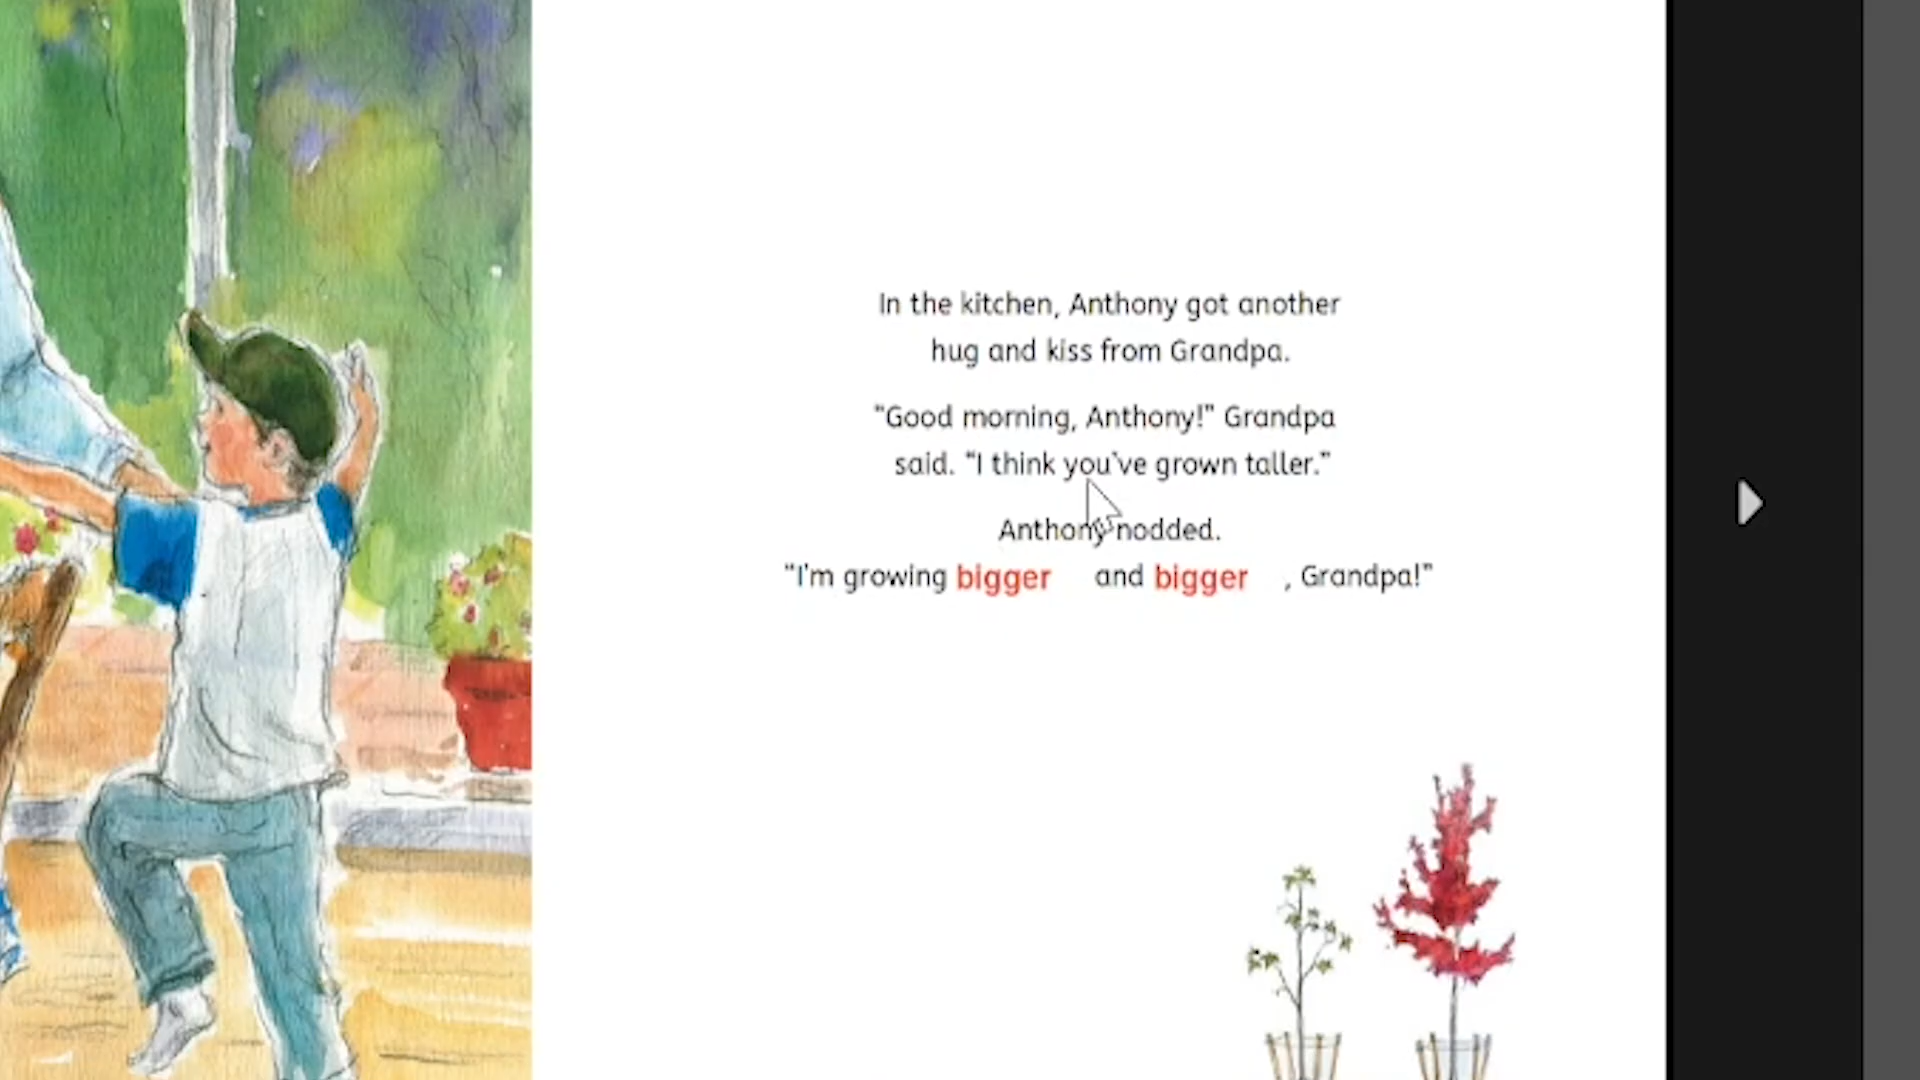 In the kitchen, Anthony got another
hug and kiss from Grandpa.
“Good morning, Anthony!” Grandpa
said. “I think you’ve grown taller.”
Anthony nodded.
“I’m growing bigger and bigger , Grandpa!”